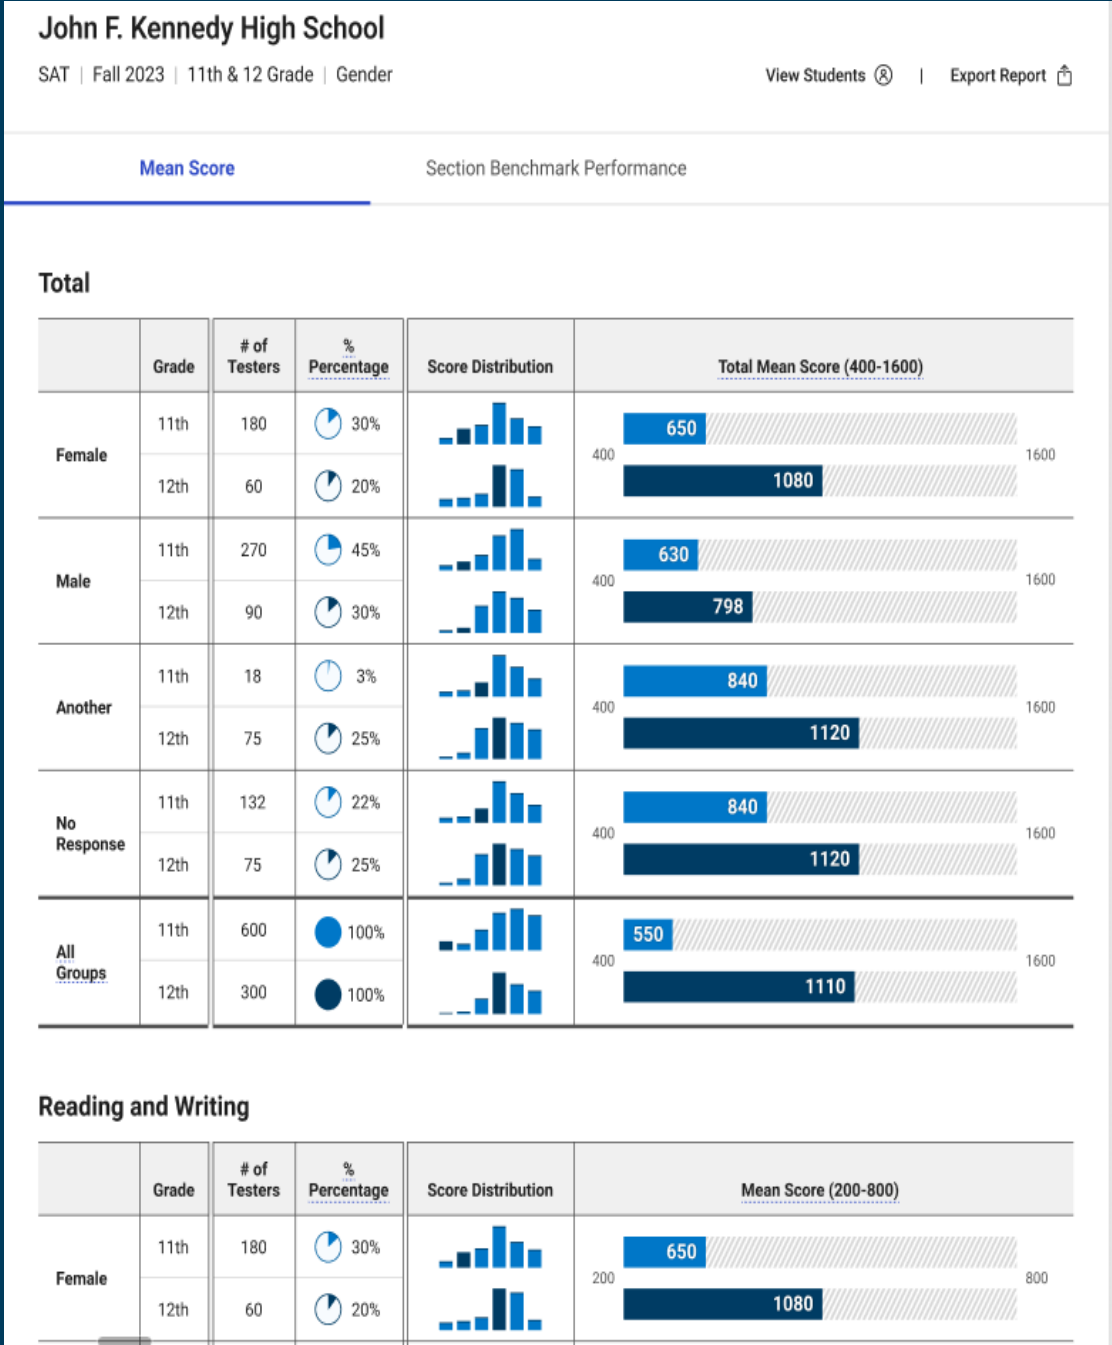 John F. Kennedy High School
SAT | Fall 2023 | 11th & 12 Grade | Gender
View Students | Export Report
Mean Score
Section Benchmark Performance
Total
Grade
# of Testers
% Percentage
Score Distribution
Total Mean Score (400-1600)
Female
11th 180 30% 650
400 1600
12th 60 20% 1080
Male
11th 270 45% 630
400 1600
12th 90 30% 798
Another
11th 18 3% 840
400 1600
12th 75 25% 1120
No Response
11th 132 22% 840
400 1600
12th 75 25% 1120
All Groups
11th 600 100% 550
400 1600
12th 300 100% 1110
Reading and Writing
Grade
# of Testers
% Percentage
Score Distribution
Mean Score (200-800)
Female
11th 180 30% 650
200 800
12th 60 20% 1080